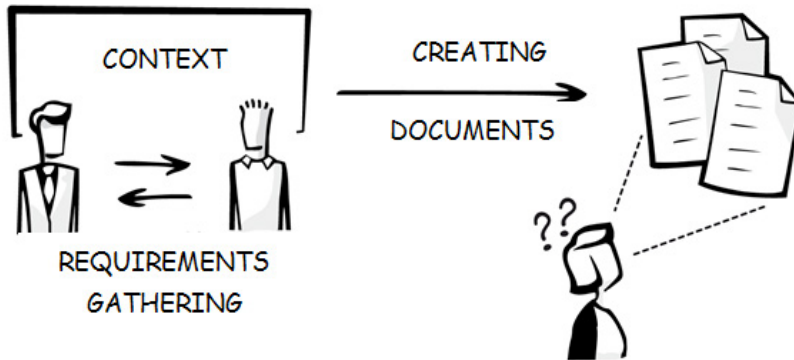 CONTEXT
CREATING
DOCUMENTS
??
REQUIREMENTS
GATHERING